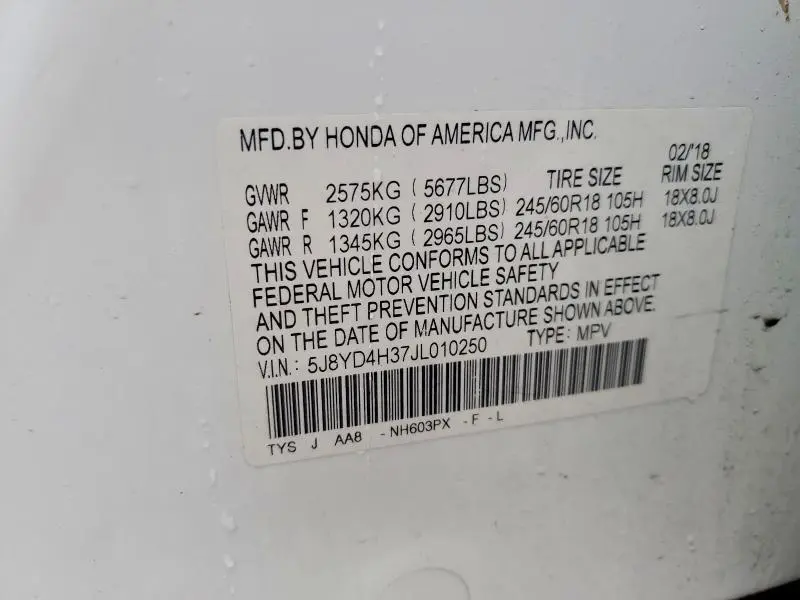 MFD.BY HONDA OF AMERICA MFG.,INC.
02/'18
GVWR 2575KG ( 5677LBS) TIRE SIZE RIM SIZE
GAWR F 1320KG ( 2910LBS) 245/60R18 105H 18X8.0J
GAWR R 1345KG ( 2965LBS) 245/60R18 105H 18X8.0J
THIS VEHICLE CONFORMS TO ALL APPLICABLE
FEDERAL MOTOR VEHICLE SAFETY
AND THEFT PREVENTION STANDARDS IN EFFECT
ON THE DATE OF MANUFACTURE SHOWN ABOVE.
V.I.N.: 5J8YD4H37JL010250 TYPE: MPV
TYS J AA8 -NH603PX -F -L